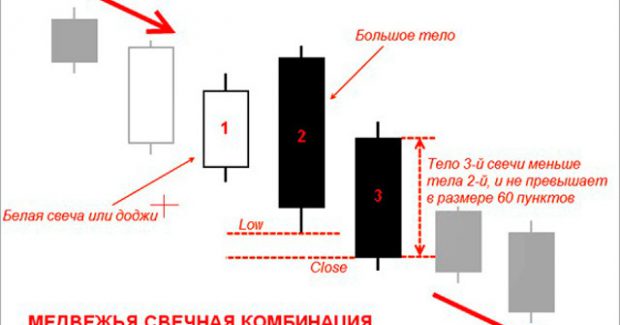 Большое тело
1
2
3
Тело 3-й свечи меньше
тела 2-й, и не превышает
в размере 60 пунктов
Белая свеча или доджи
Low
Close
МЕДВЕЖЬЯ СВЕЧНАЯ КОМБИНАЦИЯ